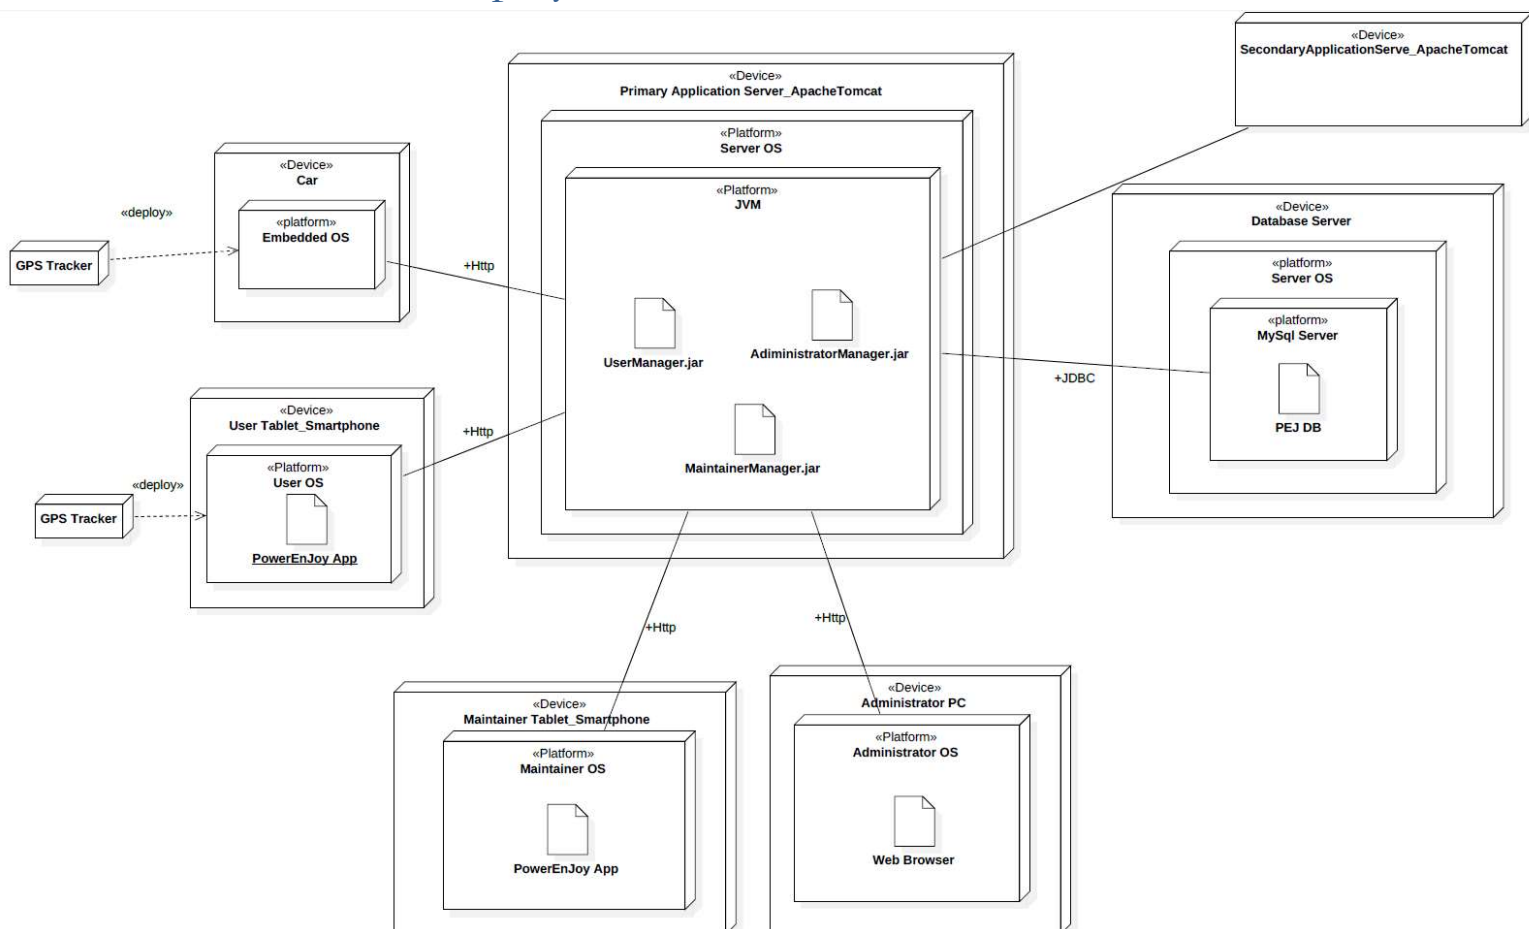 «Device»
SecondaryApplicationServe_ApacheTomcat
«Device»
Primary Application Server_ApacheTomcat
«Platform»
Server OS
«Platform»
JVM
UserManager.jar
AdiministratorManager.jar
MaintainerManager.jar
«Device»
Car
«platform»
Embedded OS
«deploy»
GPS Tracker
+Http
«Device»
Database Server
«platform»
Server OS
«platform»
MySql Server
PEJ DB
+JDBC
«Device»
User Tablet_Smartphone
«Platform»
User OS
PowerEnJoy App
«deploy»
GPS Tracker
+Http
+Http
+Http
«Device»
Maintainer Tablet_Smartphone
«Platform»
Maintainer OS
PowerEnJoy App
«Device»
Administrator PC
«Platform»
Administrator OS
Web Browser